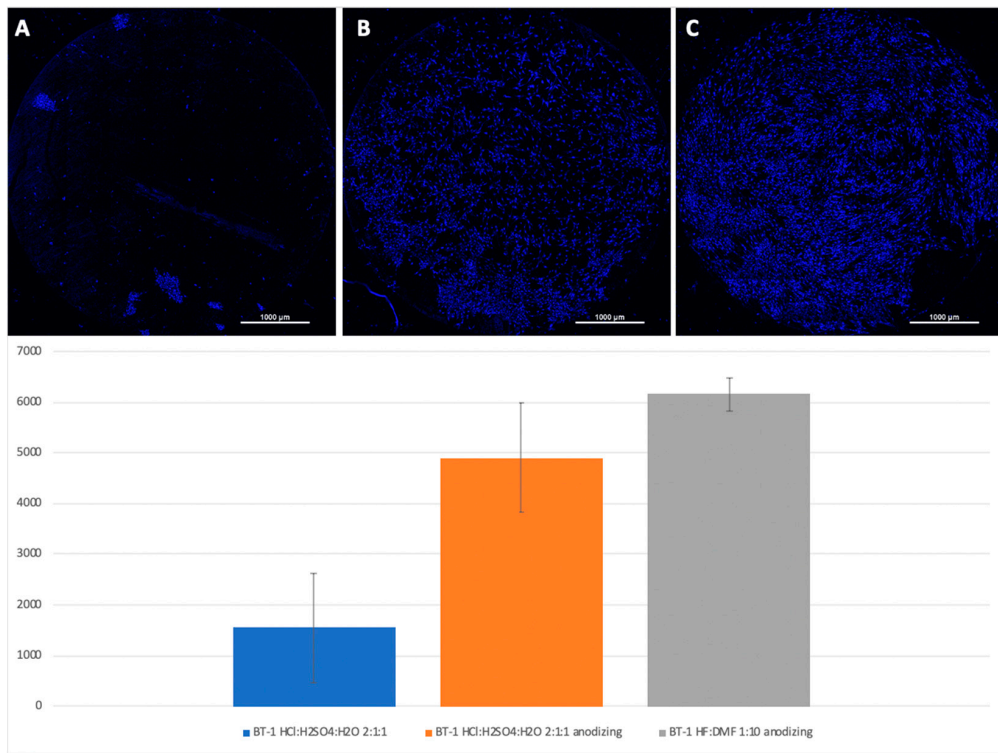 A
B
C
1000 µm
1000 µm
1000 µm
7000
6000
5000
4000
3000
2000
1000
0
BT-1 HCl:H2SO4:H2O 2:1:1
BT-1 HCl:H2SO4:H2O 2:1:1 anodizing
BT-1 HF:DMF 1:10 anodizing